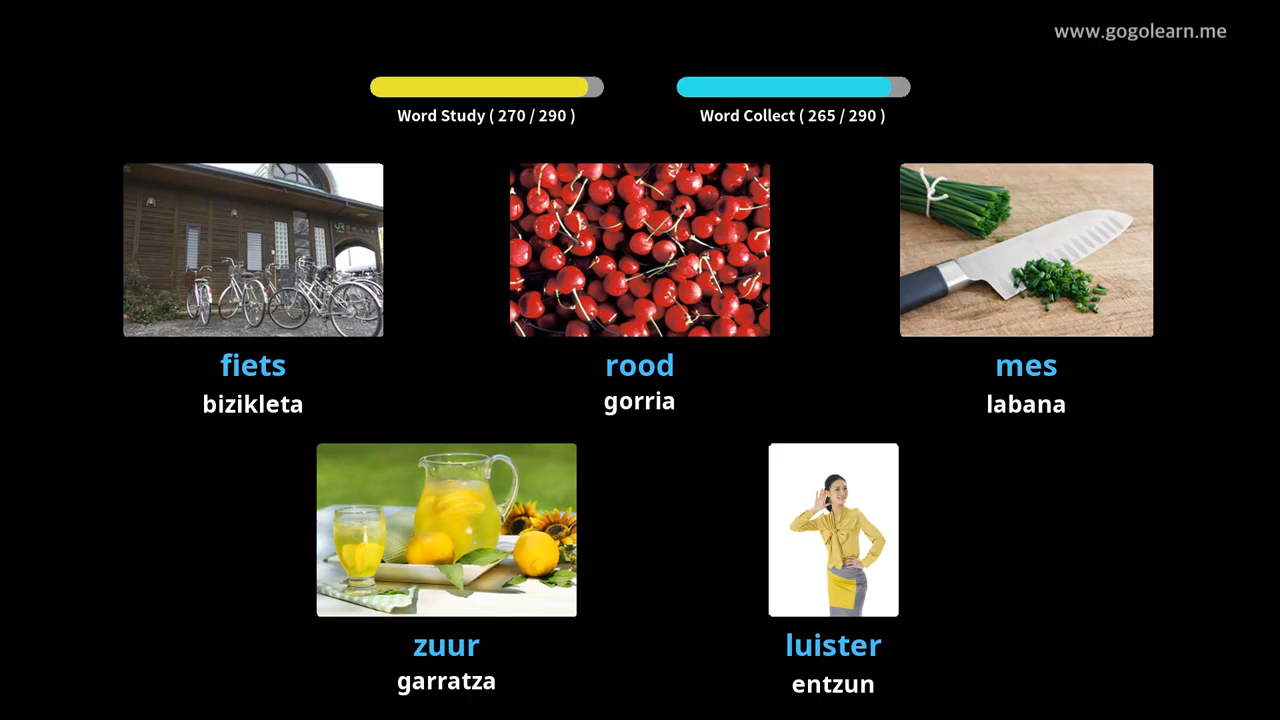 www.gogolearn.me
Word Study ( 270 / 290 )
Word Collect ( 265 / 290 )
fiets
bizikleta
rood
gorria
mes
labana
zuur
garratza
luister
entzun